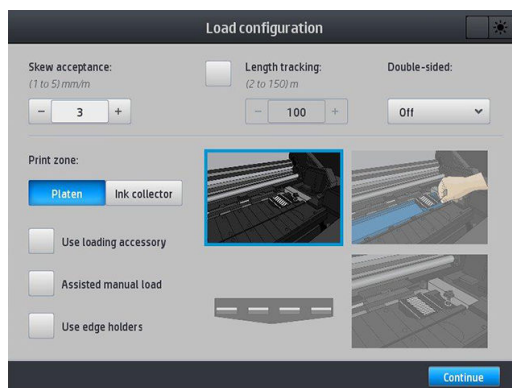 Load configuration
Skew acceptance:
(1 to 5) mm/m
- 3 +
Length tracking:
(2 to 150) m
- 100 +
Double-sided:
Off
Print zone:
Platen
Ink collector
Use loading accessory
Assisted manual load
Use edge holders
Continue